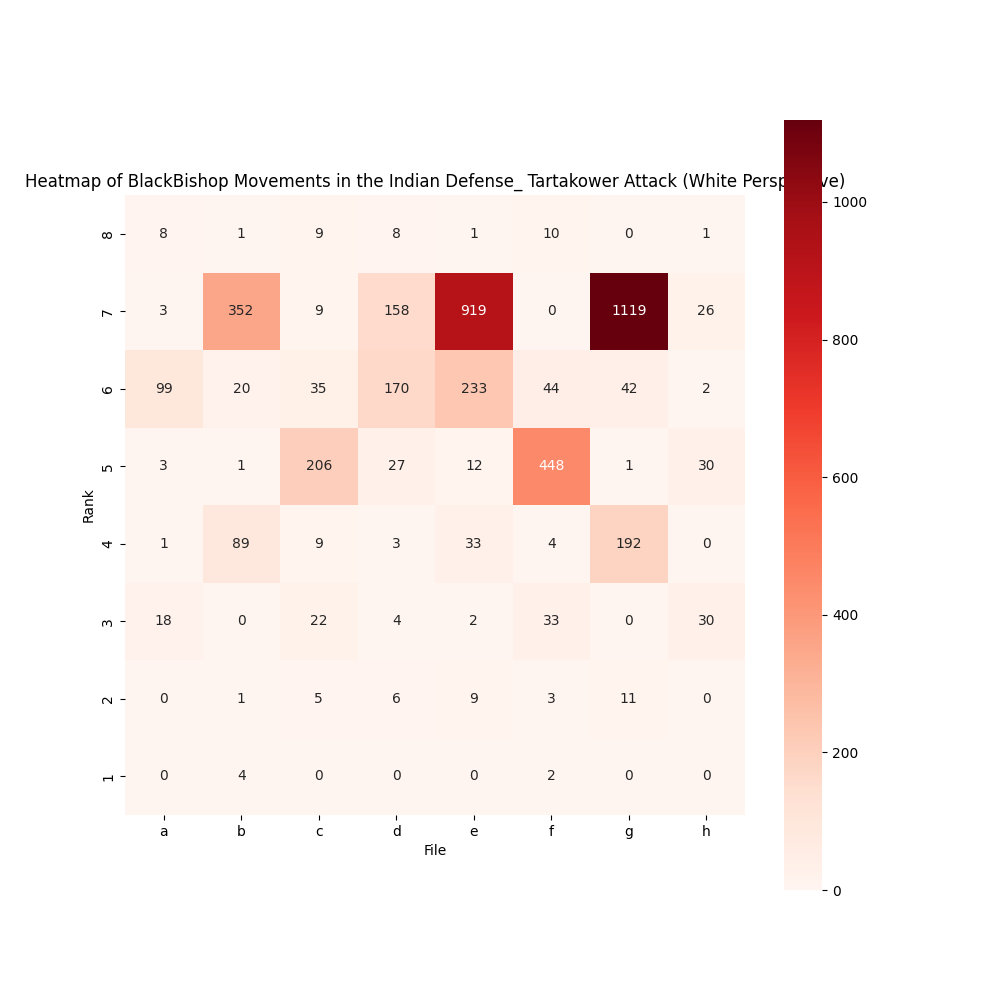 Heatmap of BlackBishop Movements in the Indian Defense_ Tartakower Attack (White Persp ve)
8 8 1 9 8 1 10 0 1
7 3 352 9 158 919 0 1119 26
6 99 20 35 170 233 44 42 2
5 3 1 206 27 12 448 1 30
4 1 89 9 3 33 4 192 0
3 18 0 22 4 2 33 0 30
2 0 1 5 6 9 3 11 0
1 0 4 0 0 0 2 0 0
a b c d e f g h
File
Rank
1000
800
600
400
200
0